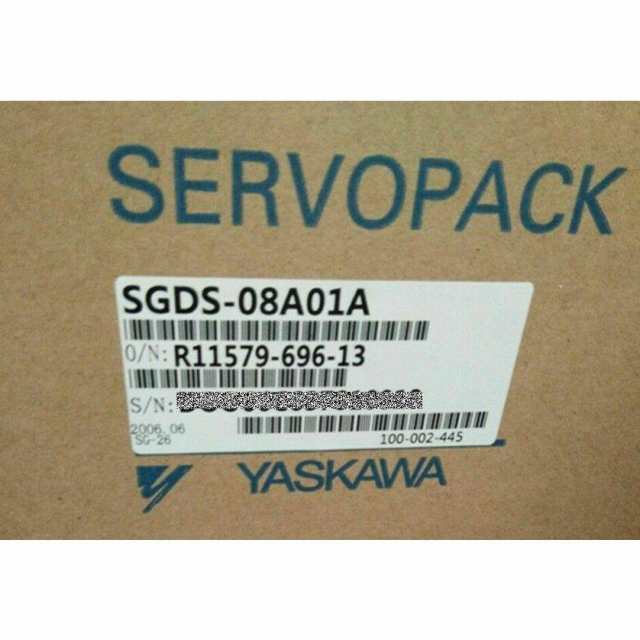 SERVOPACK
SGDS-08A01A
O/N: R11579-696-13
S/N:
2006.06
SG-26
100-002-445
YASKAWA